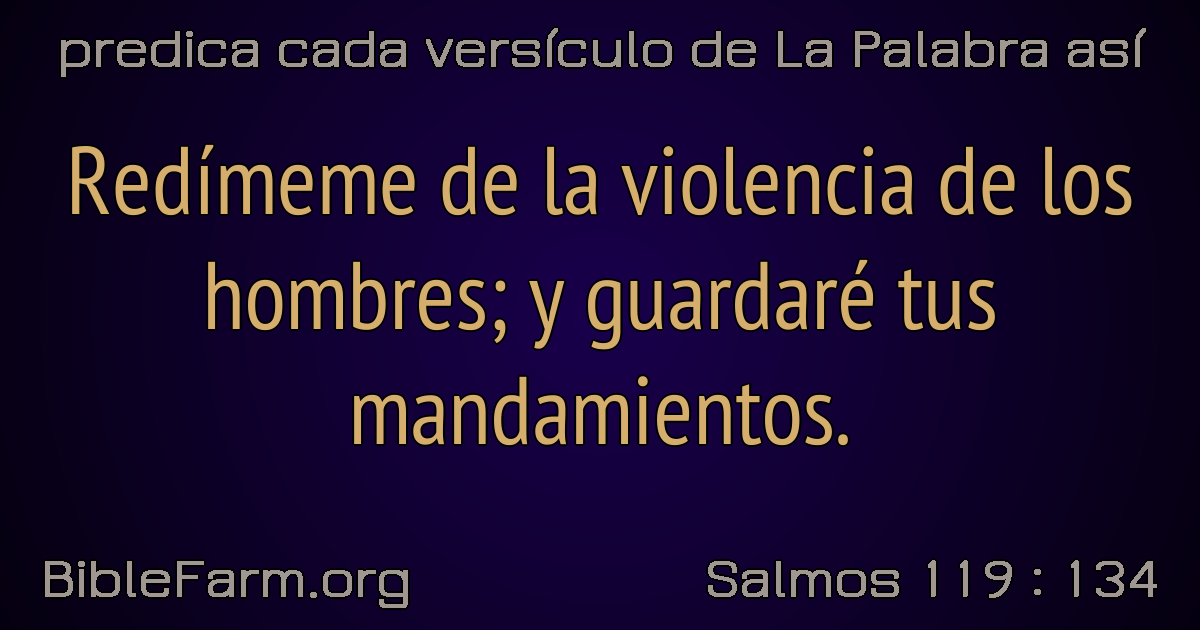 predica cada versículo de La Palabra así
Redímeme de la violencia de los
hombres; y guardaré tus
mandamientos.
BibleFarm.org
Salmos 119 : 134